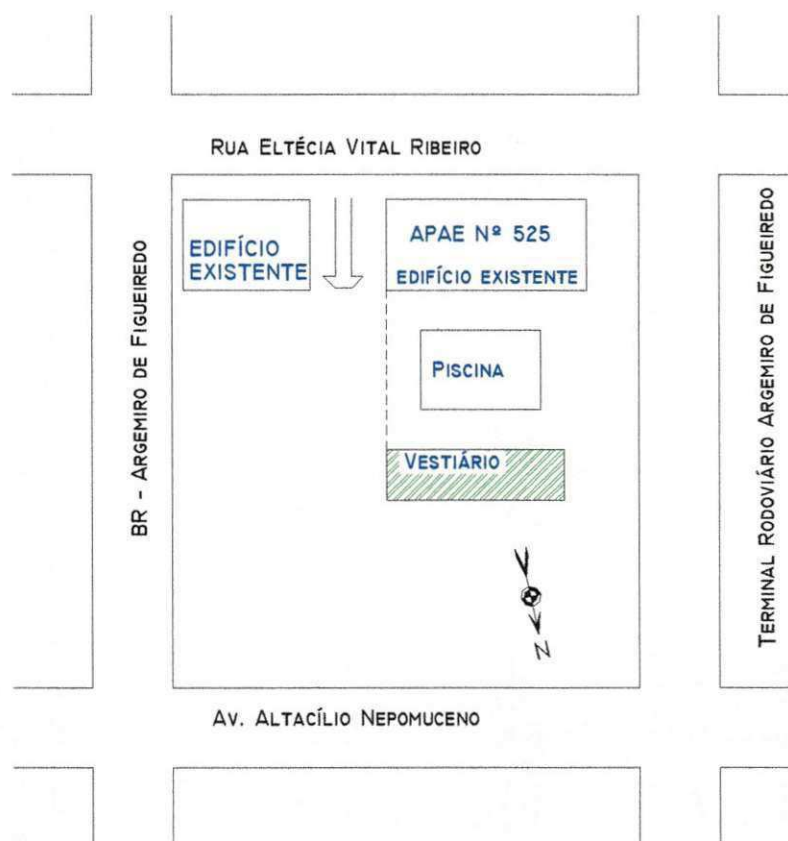 RUA ELTÉCIA VITAL RIBEIRO
EDIFÍCIO
EXISTENTE
APAE Nº 525
EDIFÍCIO EXISTENTE
PISCINA
VESTIÁRIO
BR - ARGEMIRO DE FIGUEIREDO
TERMINAL RODOVIÁRIO ARGEMIRO DE FIGUEIREDO
N
AV. ALTACÍLIO NEPOMUCENO